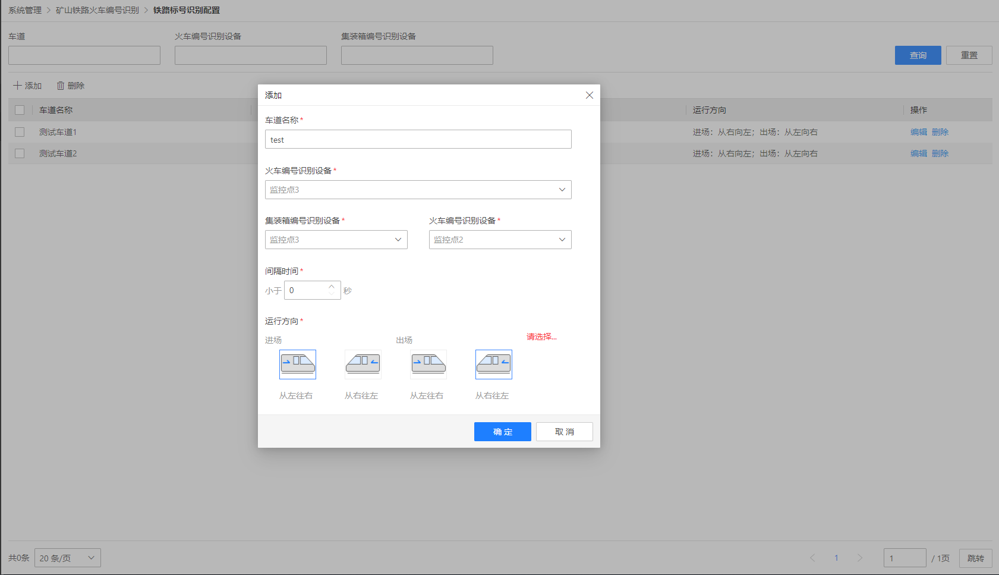 系统管理 > 矿山铁路火车编号识别 > 铁路标号识别配置
车道 火车编号识别设备 集装箱编号识别设备
查询 重置
添加 删除
车道名称 运行方向 操作
测试车道1 进场：从右向左；出场：从左向右 编辑 删除
测试车道2 进场：从右向左；出场：从左向右 编辑 删除
添加
车道名称*
test
火车编号识别设备*
监控点3
集装箱编号识别设备* 火车编号识别设备*
监控点3 监控点2
间隔时间*
小于 0 秒
运行方向*
进场 出场 请选择...
从左往右 从右往左 从左往右 从右往左
确定 取消
共0条 20 条/页 1 1 / 1页 跳转